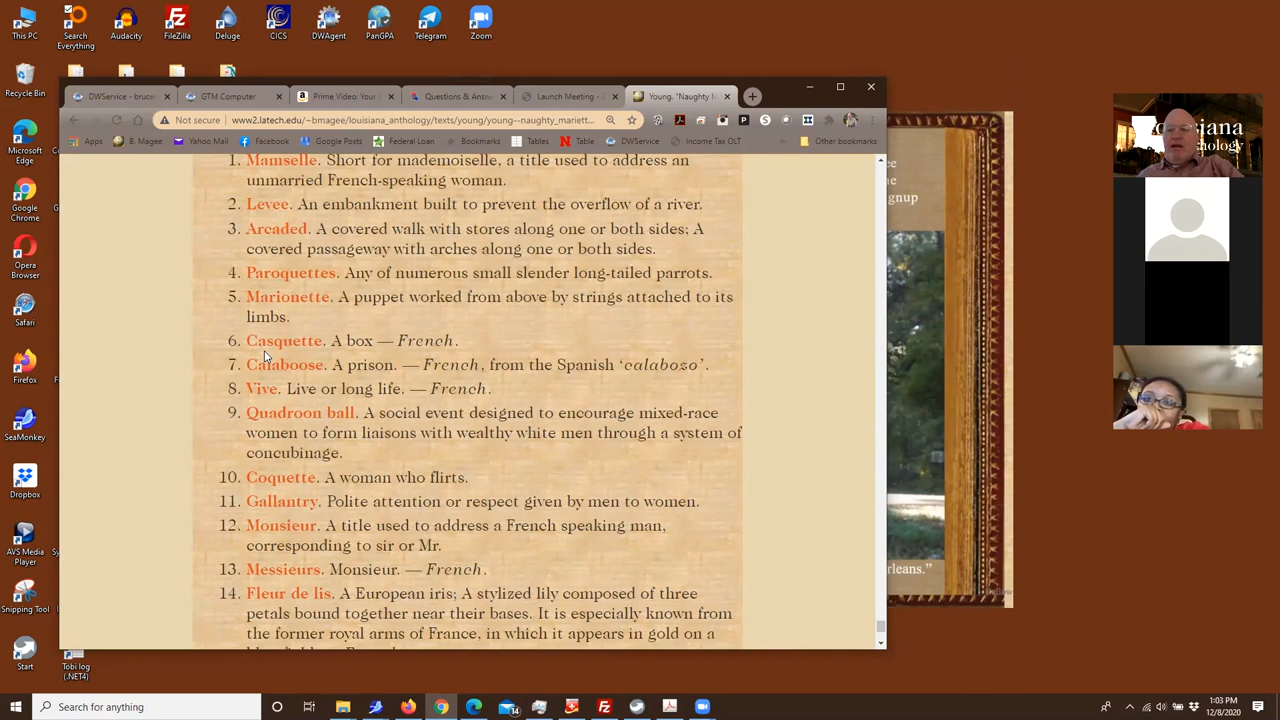 This PC
Search
Everything
Audacity
FileZilla
Deluge
CICS
DWAgent
PanGPA
Telegram
Zoom
Recycle Bin
Microsoft
Edge
Google
Chrome
Opera
Browser
Safari
Firefox
SeaMonkey
Dropbox
AVS Media
Player
Snipping Tool
Start
Tobi log
(.NET4)
DWService - bruce
GTM Computer
Prime Video: Your
Questions & Answ
Launch Meeting - Z
Young. "Naughty M
Not secure
www2.latech.edu/~bmagee/louisiana_anthology/texts/young/young--naughty_mariett...
Apps
B. Magee
Yahoo Mail
YouTube
Google Podcast
Federal Loan
Bookmarks
Tables
Table
DWService
Income Tax OLT
Other bookmarks
1. Mamselle. Short for mademoiselle, a title used to address an
unmarried French-speaking woman.
2. Levee. An embankment built to prevent the overflow of a river.
3. Arcaded. A covered walk with stores along one or both sides; A
covered passageway with arches along one or both sides.
4. Paroquettes. Any of numerous small slender long-tailed parrots.
5. Marionette. A puppet worked from above by strings attached to its
limbs.
6. Casquette. A box — French.
7. Calaboose. A prison. — French, from the Spanish ‘calabozo’.
8. Vive. Live or long life. — French.
9. Quadroon ball. A social event designed to encourage mixed-race
women to form liaisons with wealthy white men through a system of
concubinage.
10. Coquette. A woman who flirts.
11. Gallantry. Polite attention or respect given by men to women.
12. Monsieur. A title used to address a French speaking man,
corresponding to sir or Mr.
13. Messieurs. Monsieur. — French.
14. Fleur de lis. A European iris; A stylized lily composed of three
petals bound together near their bases. It is especially known from
the former royal arms of France, in which it appears in gold on a
signup
rleans.”
siana
hology
Search for anything
14
1:03 PM
12/8/2020